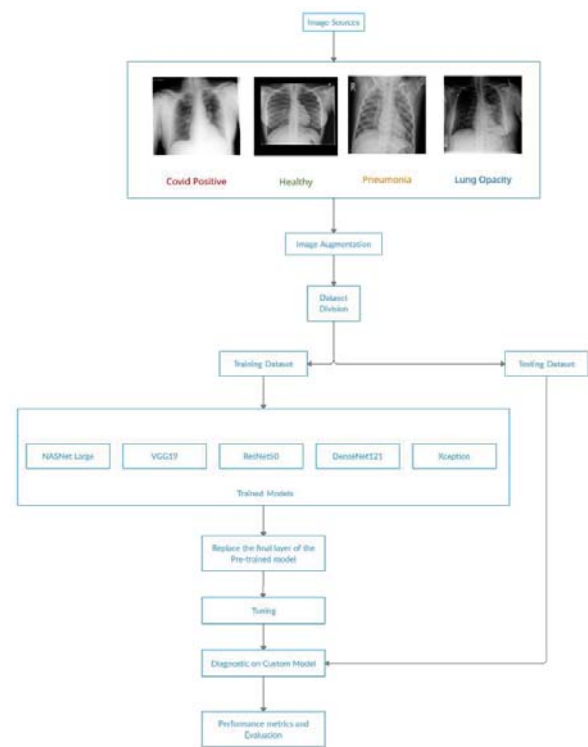 Image Sources
Covid Positive
Healthy
Pneumonia
Lung Opacity
Image Augmentation
Dataset
Division
Training Dataset
Testing Dataset
NASNet Large
VGG19
ResNet50
DenseNet121
Xception
Trained Models
Replace the final layer of the
Pre-trained model
Tuning
Diagnostic on Custom Model
Performance metrics and
Evaluation